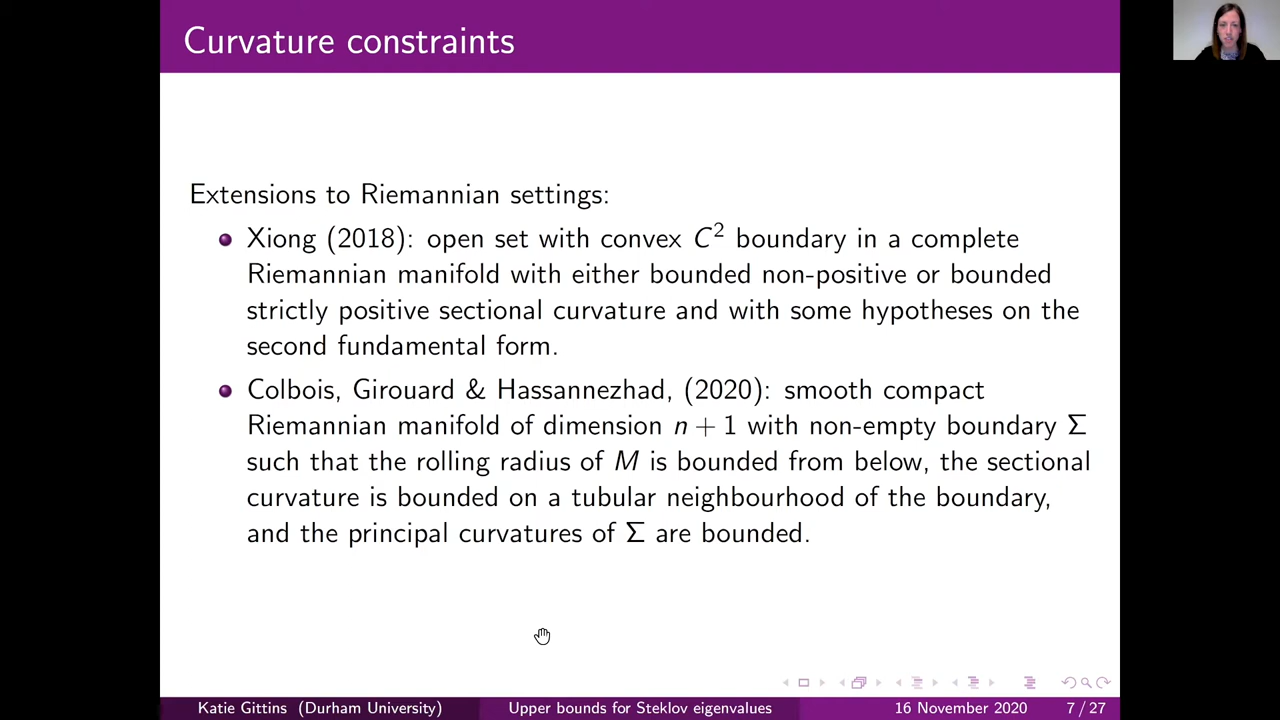 Curvature constraints
Extensions to Riemannian settings:
Xiong (2018): open set with convex C² boundary in a complete
Riemannian manifold with either bounded non-positive or bounded
strictly positive sectional curvature and with some hypotheses on the
second fundamental form.
Colbois, Girouard & Hassannezhad, (2020): smooth compact
Riemannian manifold of dimension n + 1 with non-empty boundary Σ
such that the rolling radius of M is bounded from below, the sectional
curvature is bounded on a tubular neighbourhood of the boundary,
and the principal curvatures of Σ are bounded.
Katie Gittins (Durham University) Upper bounds for Steklov eigenvalues 16 November 2020 7 / 27